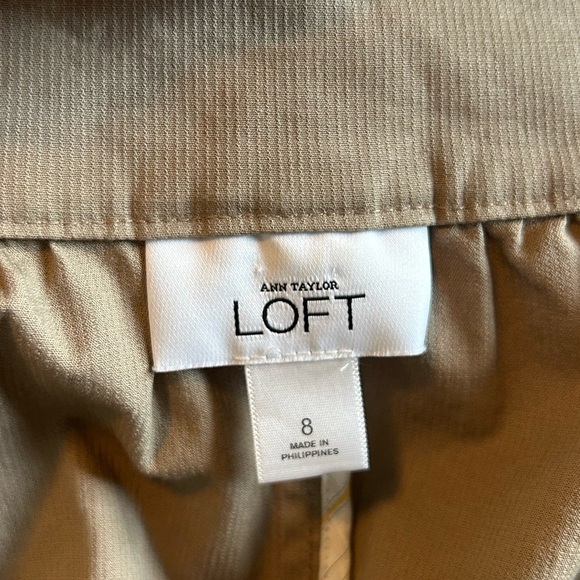 ANN TAYLOR
LOFT
8
MADE IN
PHILIPPINES